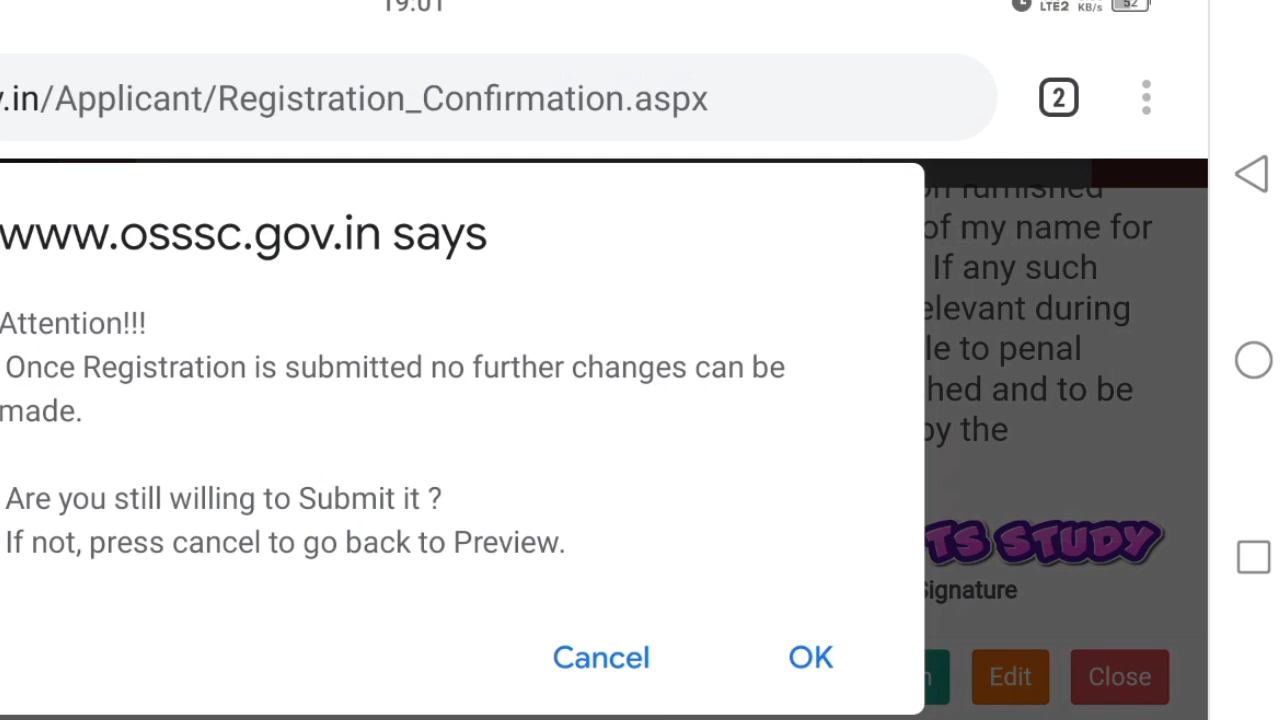 19:01
LTE2 KB/s 52
.in/Applicant/Registration_Confirmation.aspx
2
www.osssc.gov.in says
Attention!!!
Once Registration is submitted no further changes can be
made.
Are you still willing to Submit it ?
If not, press cancel to go back to Preview.
Cancel OK
furnished
of my name for
If any such
elevant during
le to penal
hed and to be
by the
TS STUDY
Signature
Edit Close